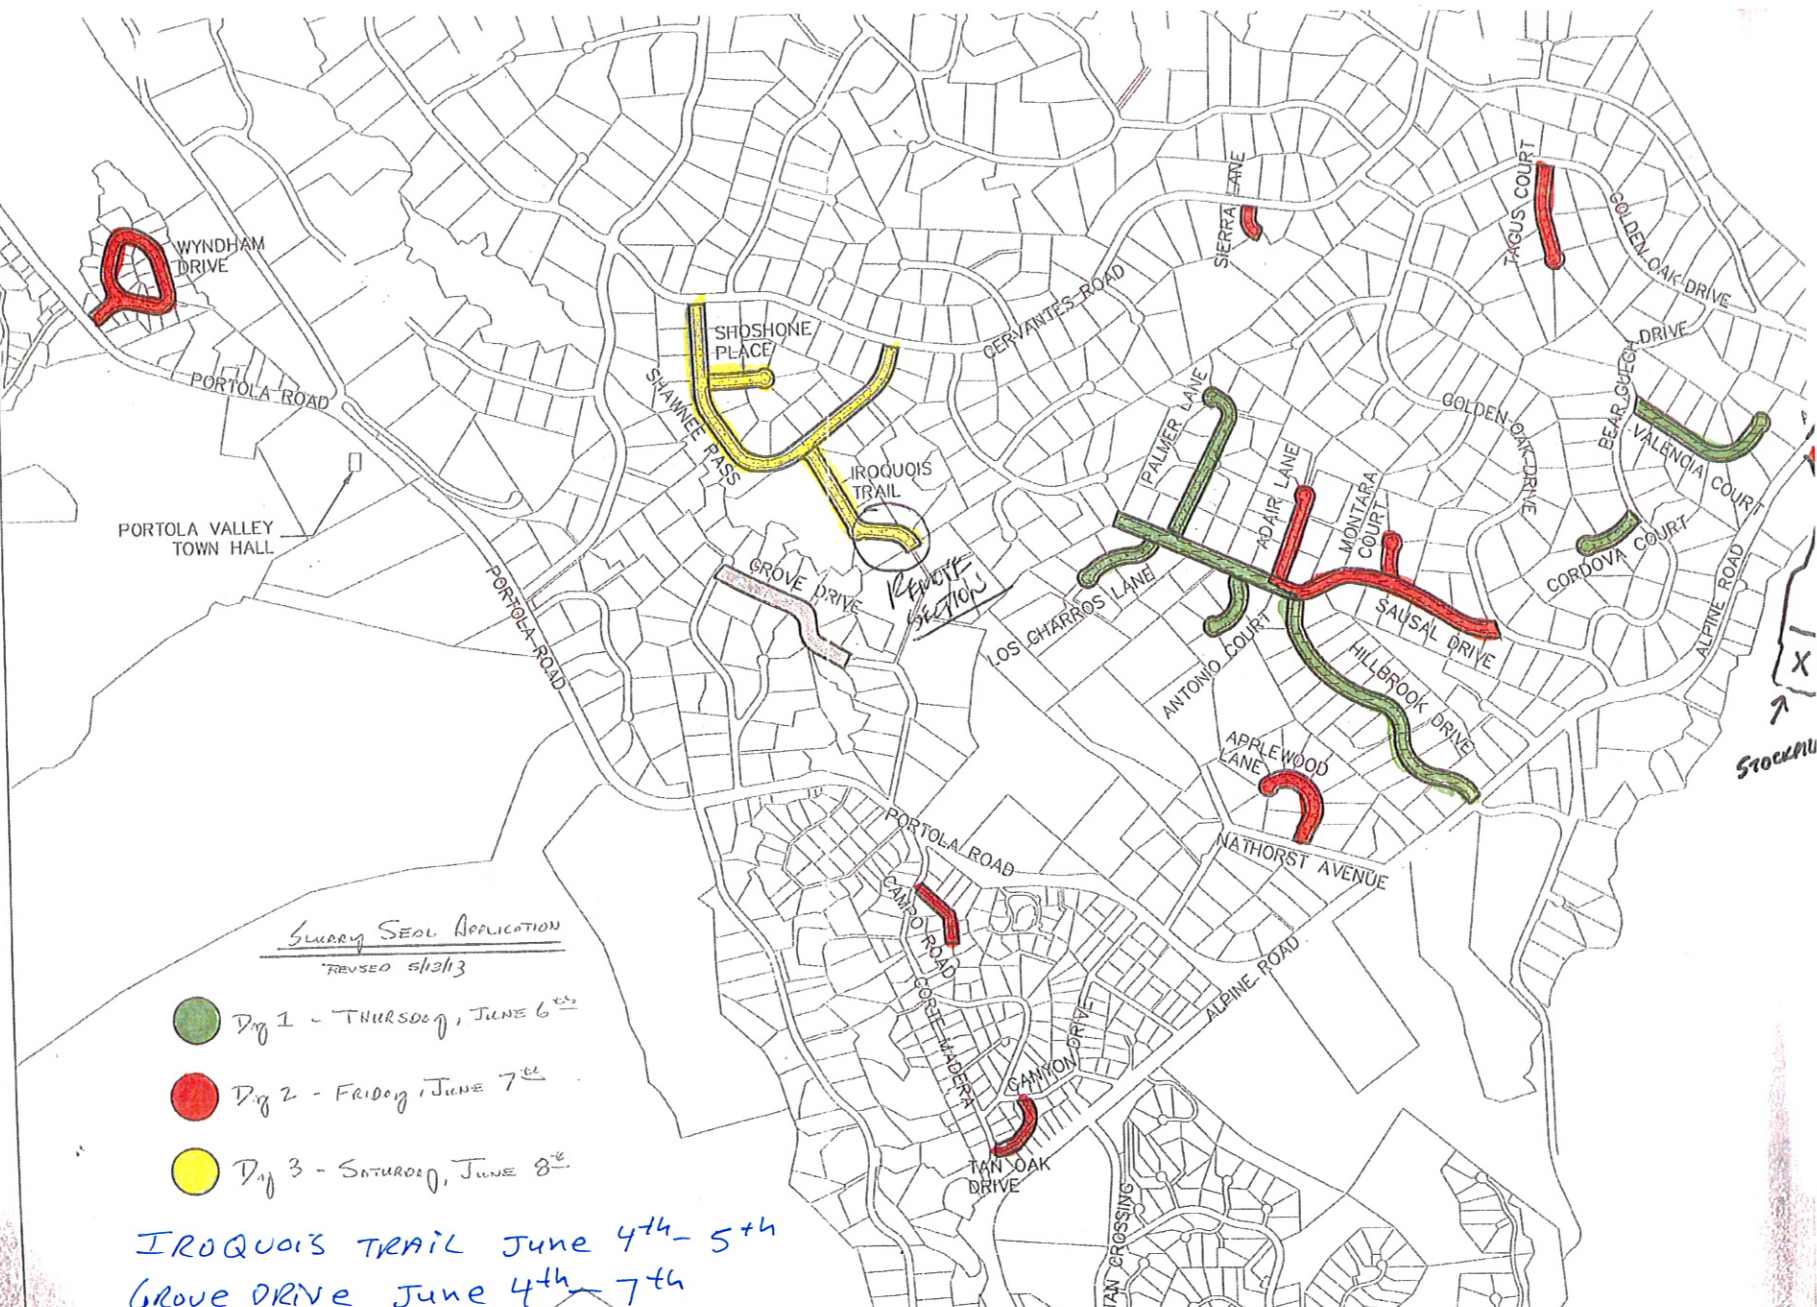 WYNDHAM
DRIVE
PORTOLA ROAD
PORTOLA VALLEY
TOWN HALL
SHOSHONE
PLACE
SHAWNEE PASS
IROQUOIS
TRAIL
REMOVE
SECTION
GROVE DRIVE
PORTOLA ROAD
CERVANTES ROAD
SIERRA LANE
TAGUS COURT
GOLDEN OAK DRIVE
BEAR GULCH DRIVE
VALENCIA COURT
CORDOVA COURT
ALPINE ROAD
GOLDEN OAK DRIVE
PALMER LANE
ADAIR LANE
MONTARA
COURT
SAUSAL DRIVE
LOS CHARROS LANE
ANTONIO COURT
HILLBROOK DRIVE
APPLEWOOD
LANE
NATHORST AVENUE
X
PORTOLA ROAD
CAMPO ROAD
CORTE MADERA
CANYON DRIVE
ALPINE ROAD
TAN OAK
DRIVE
CROSSING
SLURRY SEAL APPLICATION
REVISED 5/13/13
Day 1 - THURSDAY, JUNE 6th
Day 2 - FRIDAY, JUNE 7th
Day 3 - SATURDAY, JUNE 8th
IROQUOIS TRAIL June 4th - 5th
GROVE DRIVE June 4th - 7th